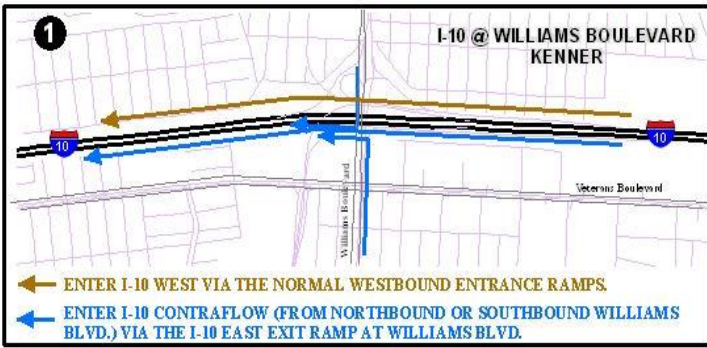 1
I-10 @ WILLIAMS BOULEVARD
KENNER
10
10
Veterans Boulevard
Williams Boulevard
ENTER I-10 WEST VIA THE NORMAL WESTBOUND ENTRANCE RAMPS.
ENTER I-10 CONTRAFLOW (FROM NORTHBOUND OR SOUTHBOUND WILLIAMS
BLVD.) VIA THE I-10 EAST EXIT RAMP AT WILLIAMS BLVD.